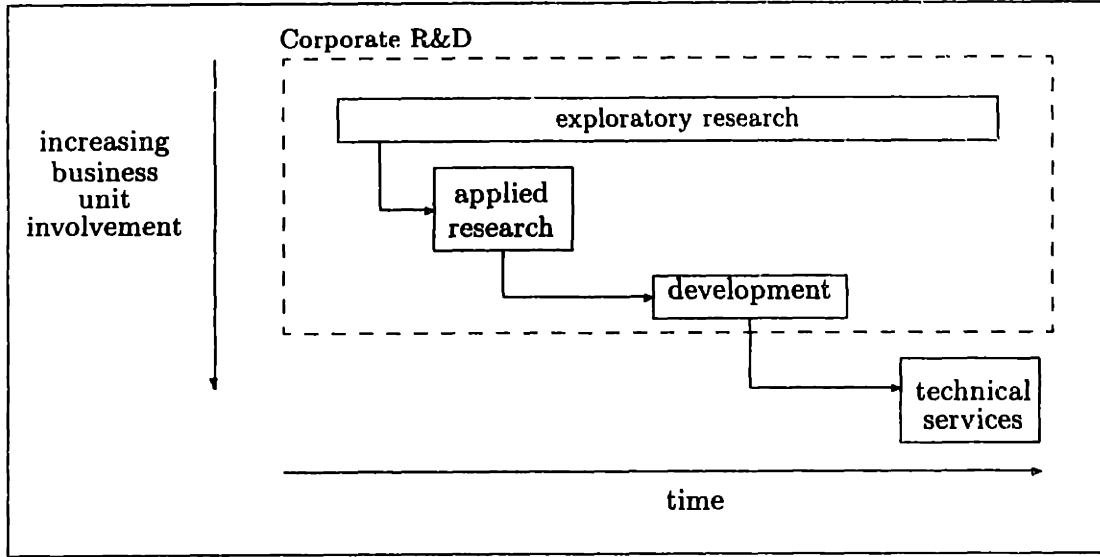 Corporate R&D
exploratory research
increasing
business
unit
involvement
applied
research
development
technical
services
time